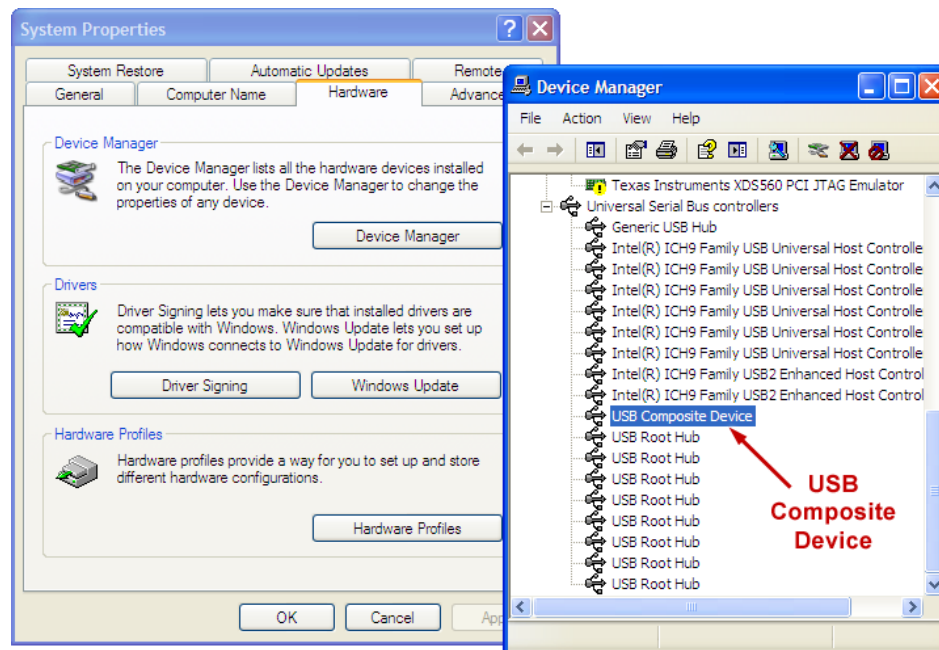 System Properties
System Restore
Automatic Updates
Remote
General
Computer Name
Hardware
Advance
Device Manager
The Device Manager lists all the hardware devices installed
on your computer. Use the Device Manager to change the
properties of any device.
Device Manager
Drivers
Driver Signing lets you make sure that installed drivers are
compatible with Windows. Windows Update lets you set up
how Windows connects to Windows Update for drivers.
Driver Signing
Windows Update
Hardware Profiles
Hardware profiles provide a way for you to set up and store
different hardware configurations.
Hardware Profiles
OK
Cancel
App
Device Manager
File Action View Help
Texas Instruments XDS560 PCI JTAG Emulator
Universal Serial Bus controllers
Generic USB Hub
Intel(R) ICH9 Family USB Universal Host Controlle
Intel(R) ICH9 Family USB Universal Host Controlle
Intel(R) ICH9 Family USB Universal Host Controlle
Intel(R) ICH9 Family USB Universal Host Controlle
Intel(R) ICH9 Family USB Universal Host Controlle
Intel(R) ICH9 Family USB Universal Host Controlle
Intel(R) ICH9 Family USB2 Enhanced Host Control
Intel(R) ICH9 Family USB2 Enhanced Host Control
USB Composite Device
USB Root Hub
USB Root Hub
USB Root Hub
USB Root Hub
USB Root Hub
USB Root Hub
USB Root Hub
USB Root Hub
USB
Composite
Device